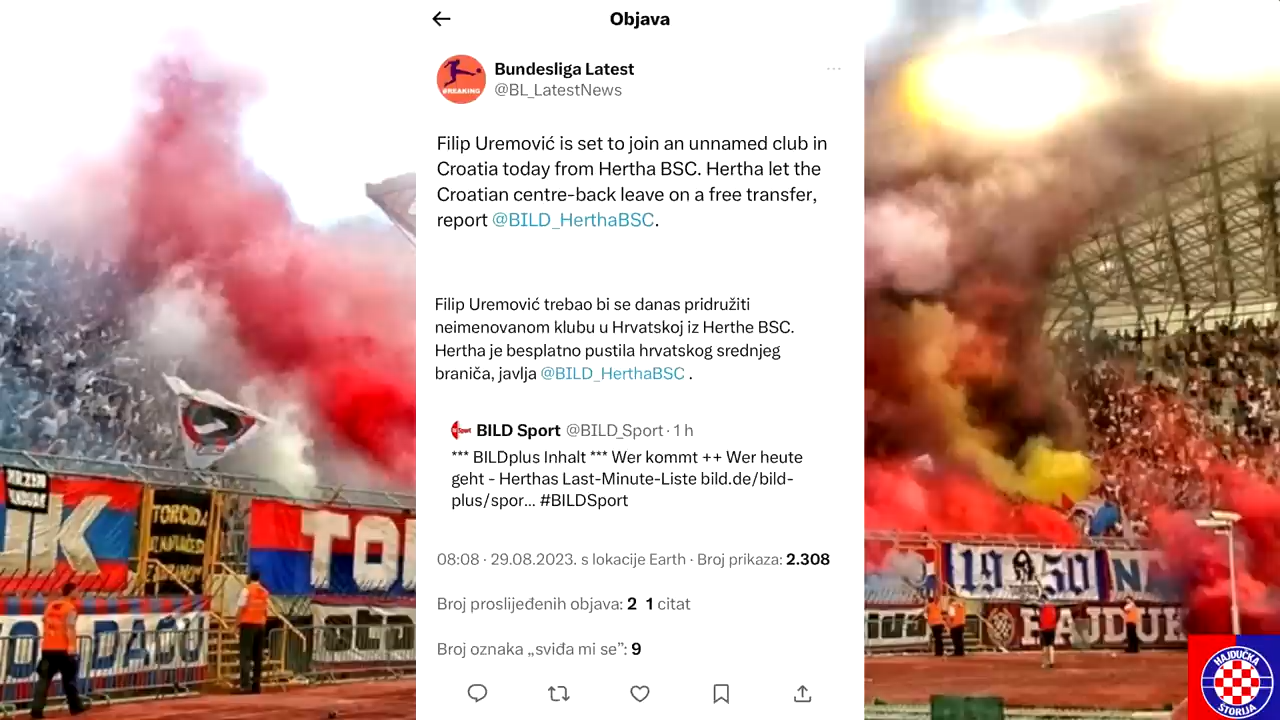 Objava
Bundesliga Latest
@BL_LatestNews
BREAKING
Filip Uremović is set to join an unnamed club in
Croatia today from Hertha BSC. Hertha let the
Croatian centre-back leave on a free transfer,
report @BILD_HerthaBSC.
Filip Uremović trebao bi se danas pridružiti
neimenovanom klubu u Hrvatskoj iz Herthe BSC.
Hertha je besplatno pustila hrvatskog srednjeg
braniča, javlja @BILD_HerthaBSC .
BILD Sport @BILD_Sport · 1 h
*** BILDplus Inhalt *** Wer kommt ++ Wer heute
geht - Herthas Last-Minute-Liste bild.de/bild-
plus/spor... #BILDSport
08:08 · 29.08.2023. s lokacije Earth · Broj prikaza: 2.308
Broj proslijeđenih objava: 2 1 citat
Broj oznaka „sviđa mi se”: 9
TORCIDA
TO
1950
NA
HAJDUK
HAJDUČKA
ŠTORIJA